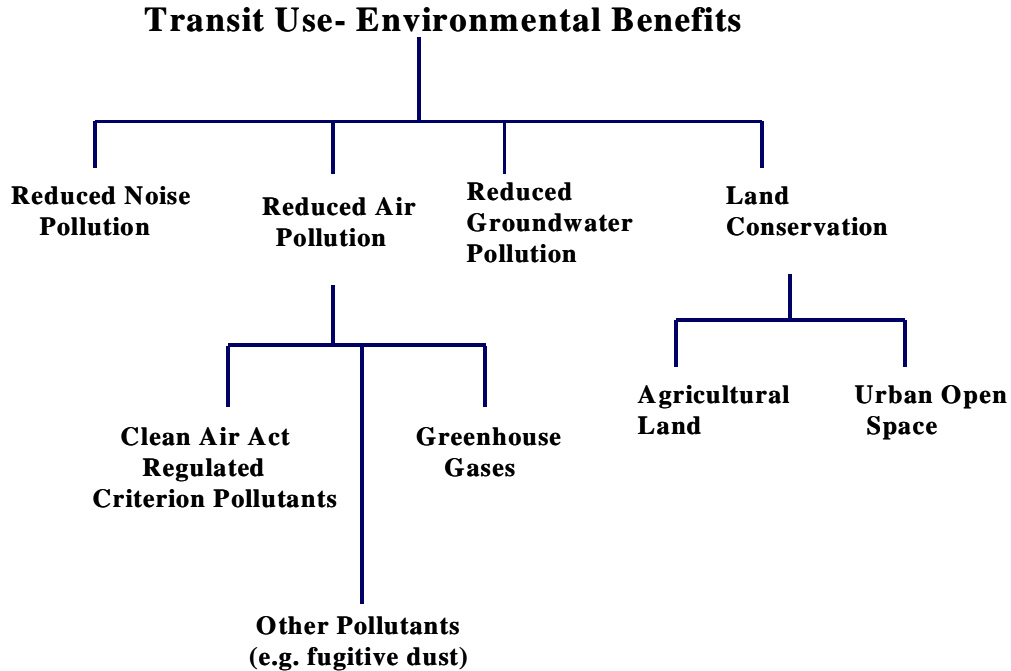 Transit Use- Environmental Benefits
Reduced Noise
Pollution
Reduced Air
Pollution
Reduced
Groundwater
Pollution
Land
Conservation
Clean Air Act
Regulated
Criterion Pollutants
Greenhouse
Gases
Agricultural
Land
Urban Open
Space
Other Pollutants
(e.g. fugitive dust)